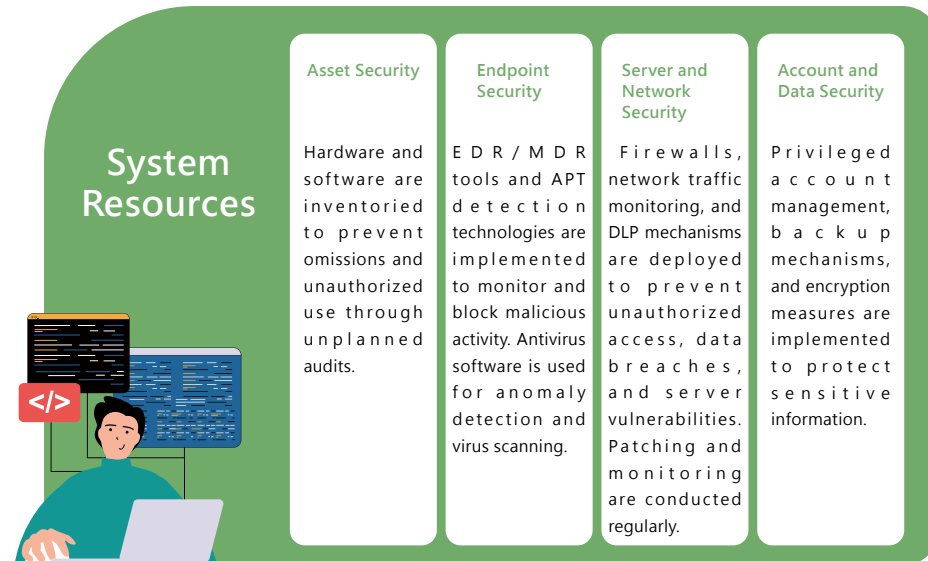 System
Resources
Asset Security
Hardware and
software are
inventoried
to prevent
omissions and
unauthorized
use through
unplanned
audits.
Endpoint
Security
EDR/MDR
tools and APT
detection
technologies are
implemented
to monitor and
block malicious
activity. Antivirus
software is used
for anomaly
detection and
virus scanning.
Server and
Network
Security
Firewalls,
network traffic
monitoring, and
DLP mechanisms
are deployed
to prevent
unauthorized
access, data
breaches,
and server
vulnerabilities.
Patching and
monitoring
are conducted
regularly.
Account and
Data Security
Privileged
account
management,
backup
mechanisms,
and encryption
measures are
implemented
to protect
sensitive
information.
</>